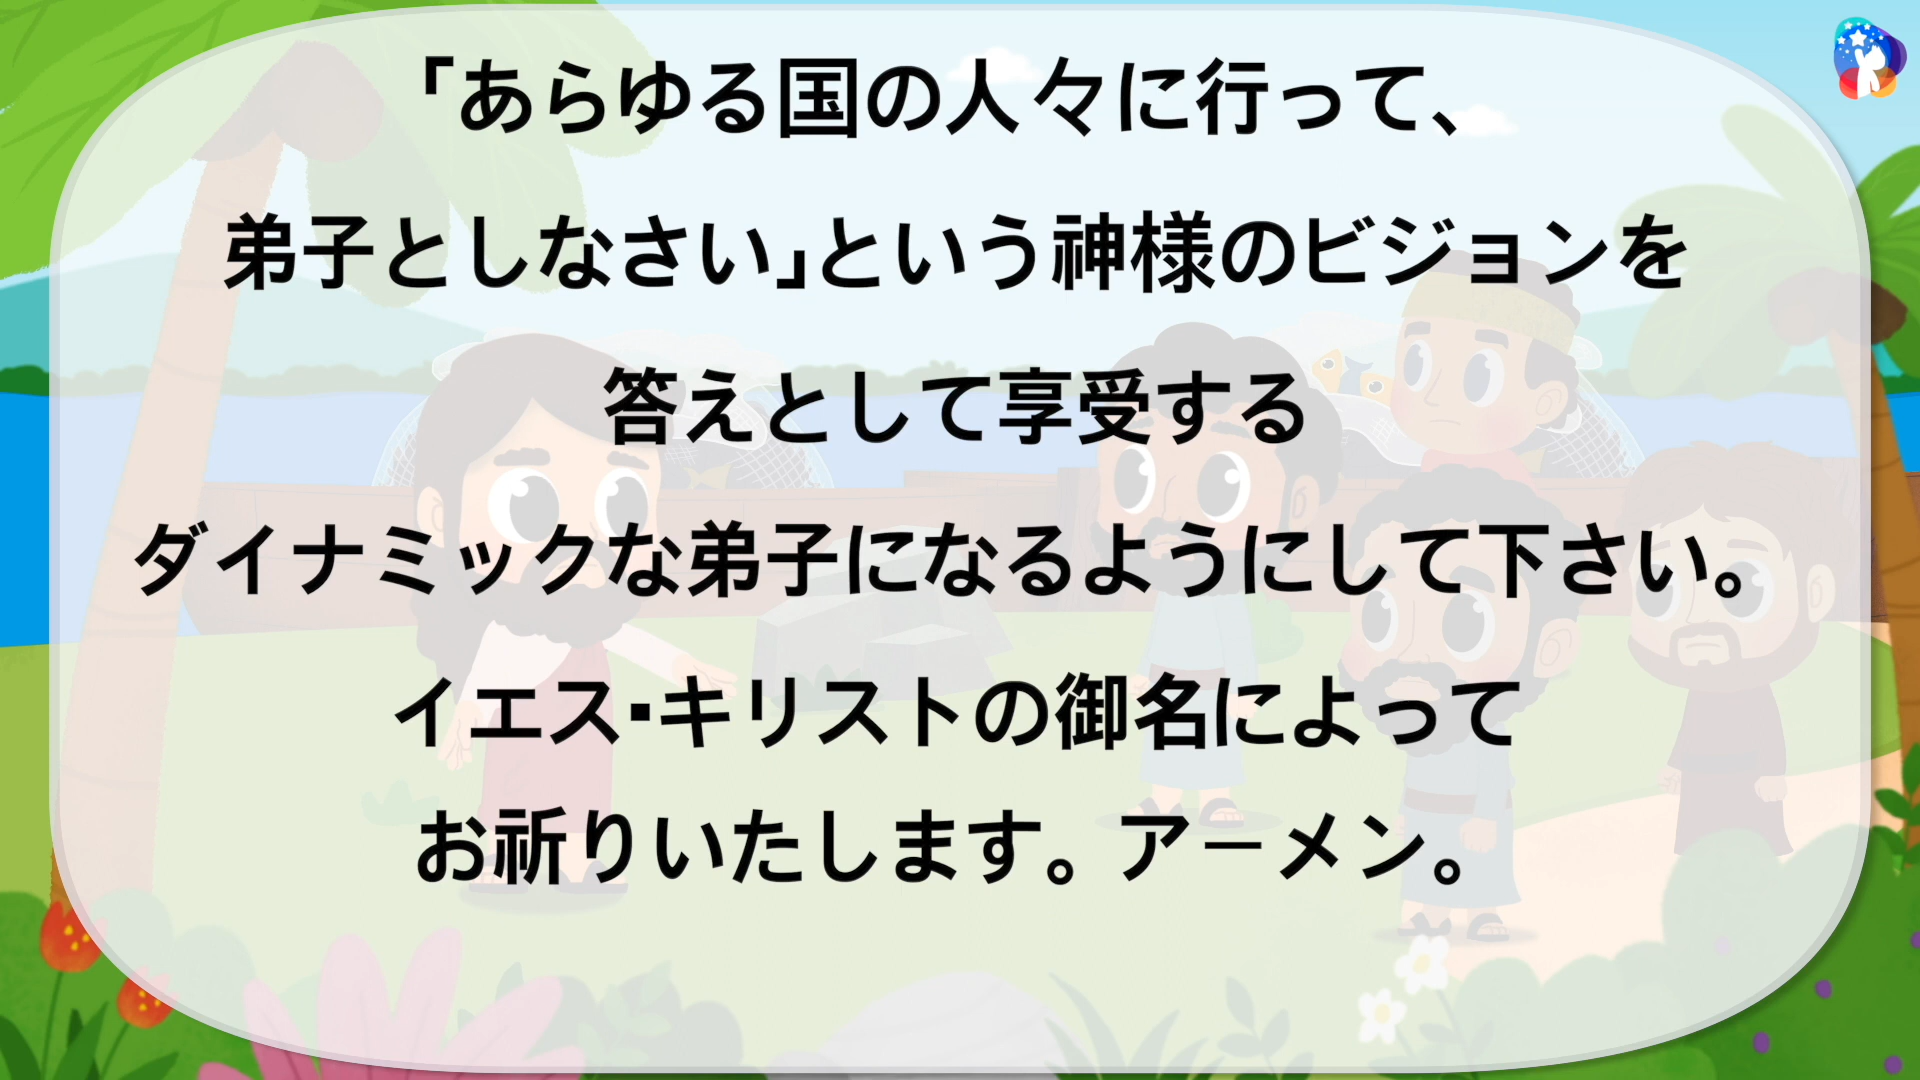 「あらゆる国の人々に行って、
弟子としなさい」という神様のビジョンを
答えとして享受する
ダイナミックな弟子になるようにして下さい。
イエス・キリストの御名によって
お祈りいたします。アーメン。